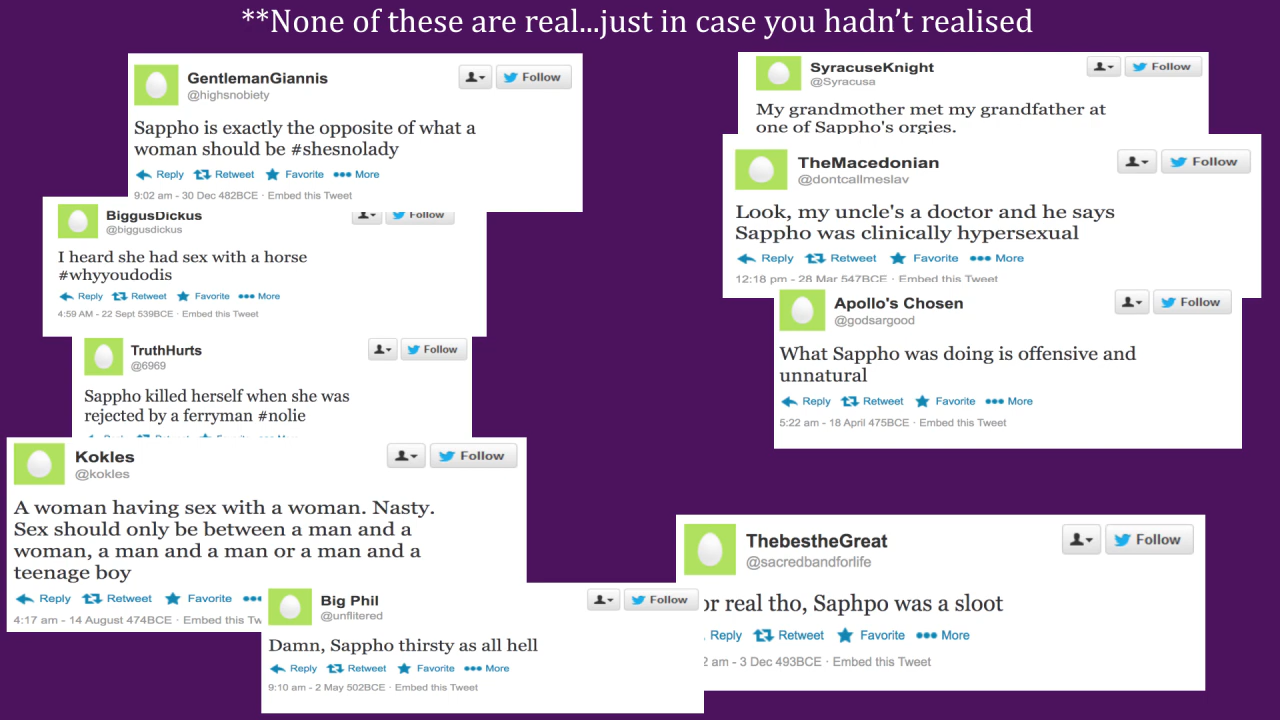 **None of these are real...just in case you hadn't realised
GentlemanGiannis
@highsnobiety
Follow
Sappho is exactly the opposite of what a
woman should be #shesnolady
Reply Retweet Favorite More
9:02 am - 30 Dec 482BCE · Embed this Tweet
BiggusDickus
@biggusdickus
Follow
I heard she had sex with a horse
#whyyoudodis
Reply Retweet Favorite More
4:59 AM - 22 Sept 539BCE · Embed this Tweet
TruthHurts
@6969
Follow
Sappho killed herself when she was
rejected by a ferryman #nolie
Kokles
@kokles
Follow
A woman having sex with a woman. Nasty.
Sex should only be between a man and a
woman, a man and a man or a man and a
teenage boy
Reply Retweet Favorite
4:17 am - 14 August 474BCE · Embed this Tw
Big Phil
@unflitered
Follow
Damn, Sappho thirsty as all hell
Reply Retweet Favorite More
9:10 am - 2 May 502BCE · Embed this Tweet
SyracuseKnight
@Syracusa
Follow
My grandmother met my grandfather at
one of Sappho's orgies.
TheMacedonian
@dontcallmeslav
Follow
Look, my uncle's a doctor and he says
Sappho was clinically hypersexual
Reply Retweet Favorite More
12:18 pm - 28 Mar 547BCE · Embed this Tweet
Apollo's Chosen
@godsargood
Follow
What Sappho was doing is offensive and
unnatural
Reply Retweet Favorite More
5:22 am - 18 April 475BCE · Embed this Tweet
ThebestheGreat
@sacredbandforlife
Follow
or real tho, Saphpo was a sloot
Reply Retweet Favorite More
2 am - 3 Dec 493BCE · Embed this Tweet